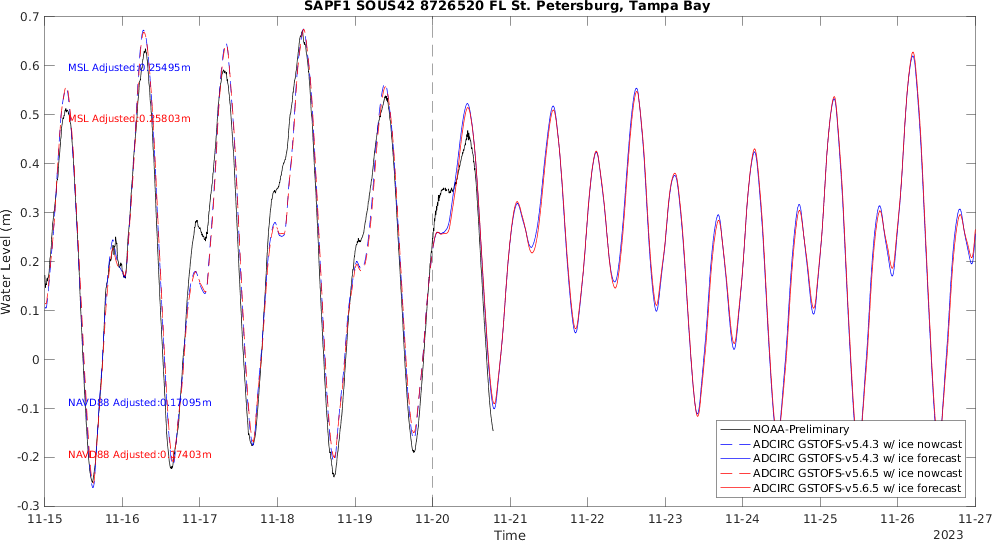 SAPF1 SOUS42 8726520 FL St. Petersburg, Tampa Bay
0.7
0.6
0.5
0.4
0.3
0.2
0.1
0
-0.1
-0.2
-0.3
Water Level (m)
MSL Adjusted:0.25495m
MSL Adjusted:0.25803m
NAVD88 Adjusted:0.17095m
NAVD88 Adjusted:0.17403m
NOAA-Preliminary
ADCIRC GSTOFS-v5.4.3 w/ ice nowcast
ADCIRC GSTOFS-v5.4.3 w/ ice forecast
ADCIRC GSTOFS-v5.6.5 w/ ice nowcast
ADCIRC GSTOFS-v5.6.5 w/ ice forecast
11-15 11-16 11-17 11-18 11-19 11-20 11-21 11-22 11-23 11-24 11-25 11-26 11-27
Time
2023